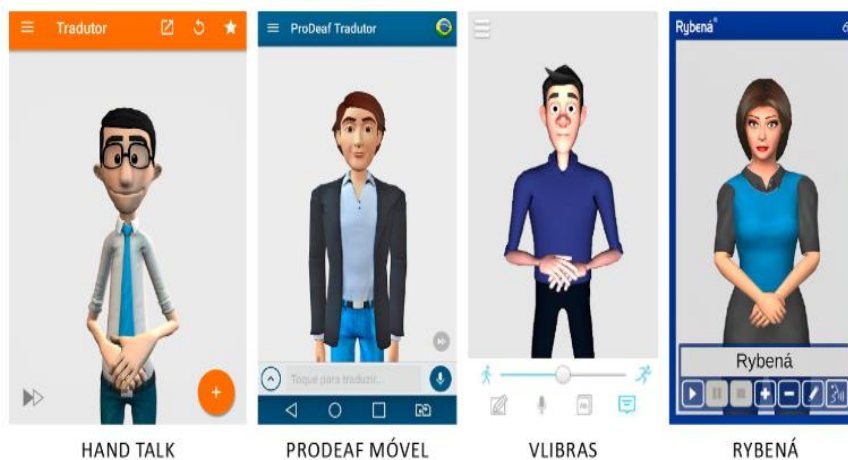 Tradutor
ProDeaf Tradutor
Rybená®
Toque para traduzir...
Rybená
HAND TALK
PRODEAF MÓVEL
VLIBRAS
RYBENÁ